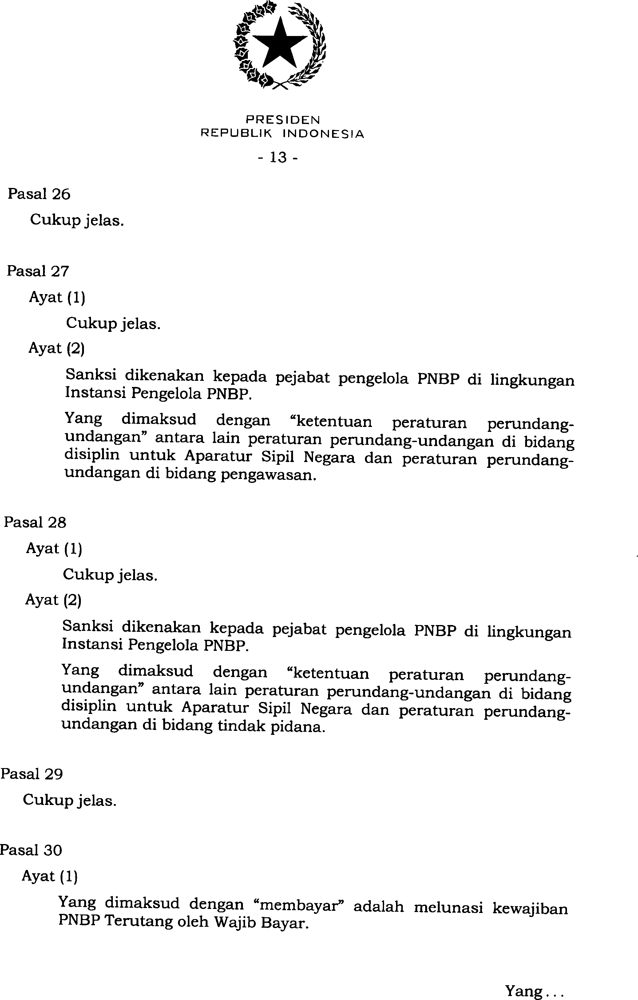 PRESIDEN
REPUBLIK INDONESIA
- 13 -
Pasal 26
Cukup jelas.
Pasal 27
Ayat (1)
Cukup jelas.
Ayat (2)
Sanksi dikenakan kepada pejabat pengelola PNBP di lingkungan
Instansi Pengelola PNBP.
Yang dimaksud dengan “ketentuan peraturan perundang-
undangan” antara lain peraturan perundang-undangan di bidang
disiplin untuk Aparatur Sipil Negara dan peraturan perundang-
undangan di bidang pengawasan.
Pasal 28
Ayat (1)
Cukup jelas.
Ayat (2)
Sanksi dikenakan kepada pejabat pengelola PNBP di lingkungan
Instansi Pengelola PNBP.
Yang dimaksud dengan “ketentuan peraturan perundang-
undangan” antara lain peraturan perundang-undangan di bidang
disiplin untuk Aparatur Sipil Negara dan peraturan perundang-
undangan di bidang tindak pidana.
Pasal 29
Cukup jelas.
Pasal 30
Ayat (1)
Yang dimaksud dengan “membayar” adalah melunasi kewajiban
PNBP Terutang oleh Wajib Bayar.
Yang . . .